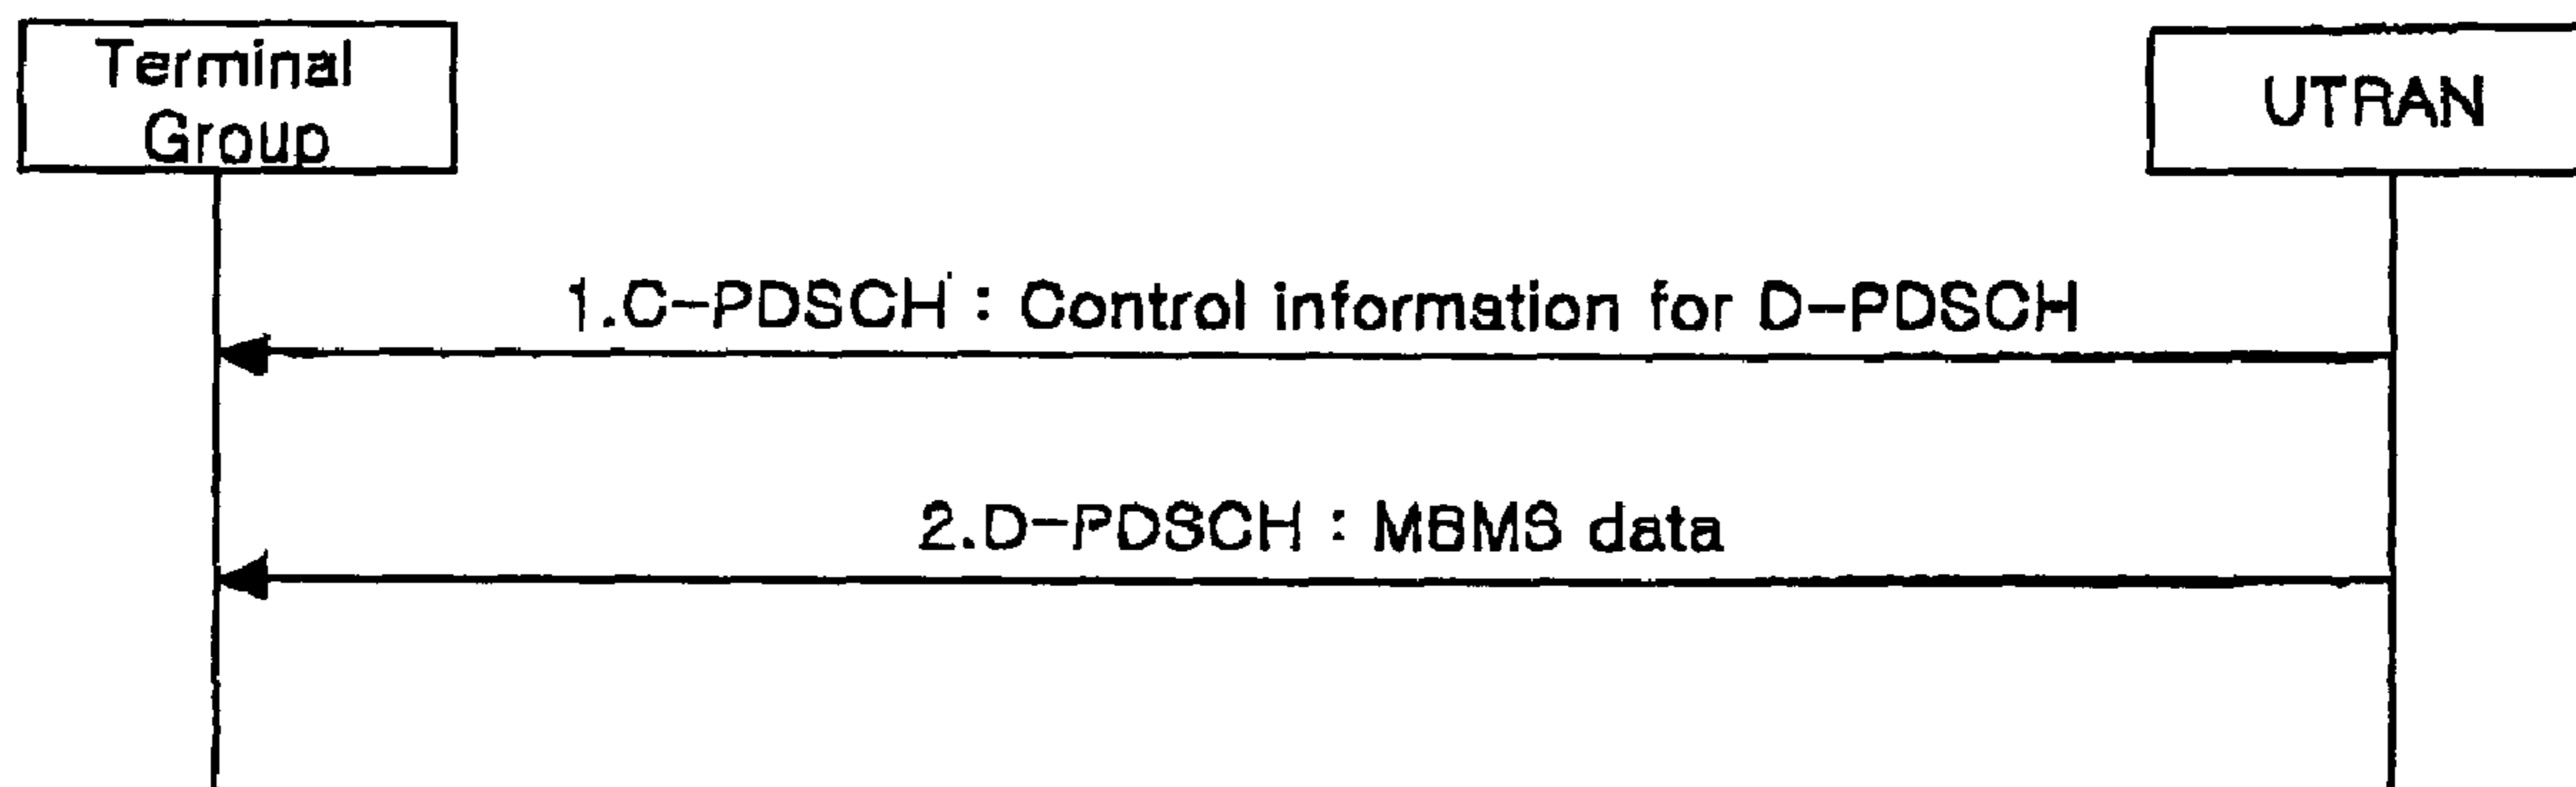 Terminal
Group
UTRAN
1.C-PDSCH : Control information for D-PDSCH
2.D-PDSCH : MBMS data